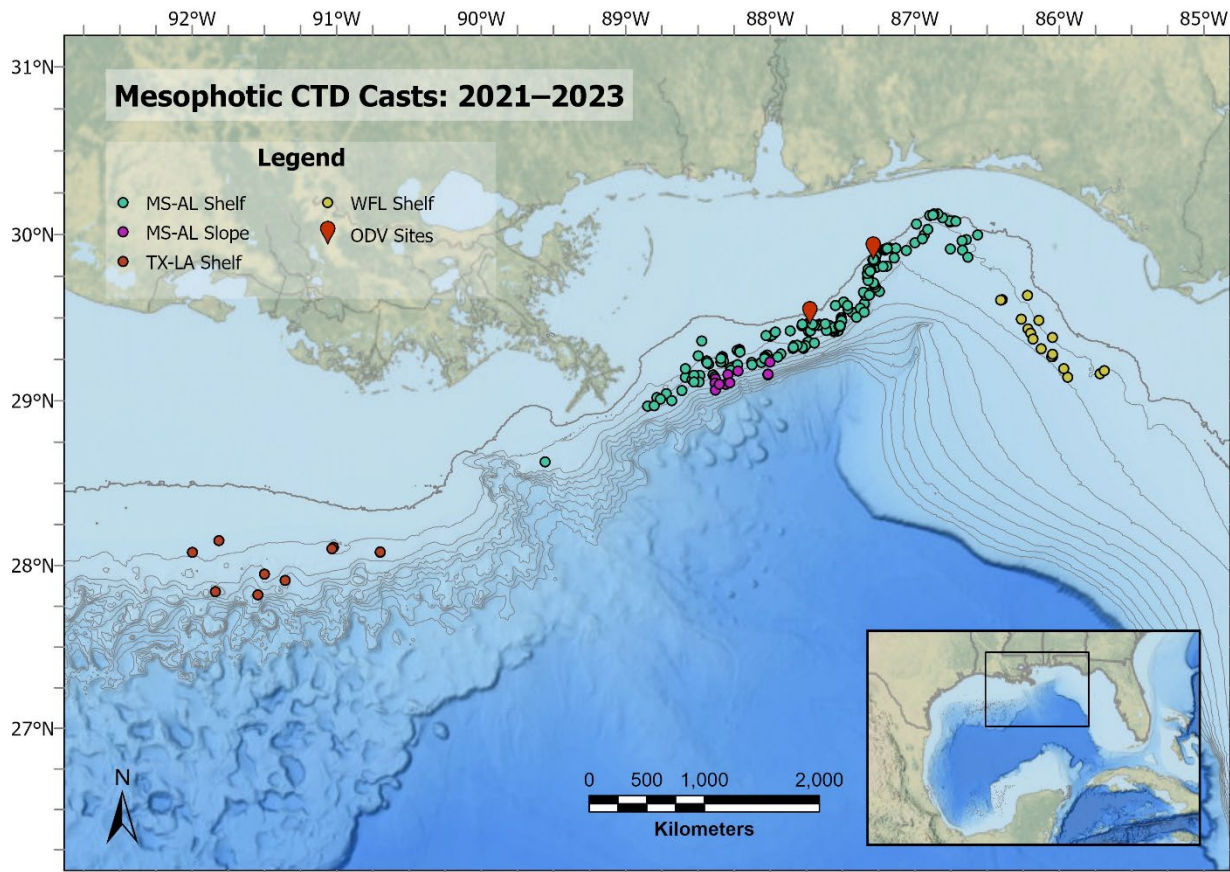 92°W 91°W 90°W 89°W 88°W 87°W 86°W 85°W
31°N
Mesophotic CTD Casts: 2021–2023
Legend
MS-AL Shelf WFL Shelf
MS-AL Slope ODV Sites
TX-LA Shelf
30°N
29°N
28°N
27°N
N
0 500 1,000 2,000
Kilometers